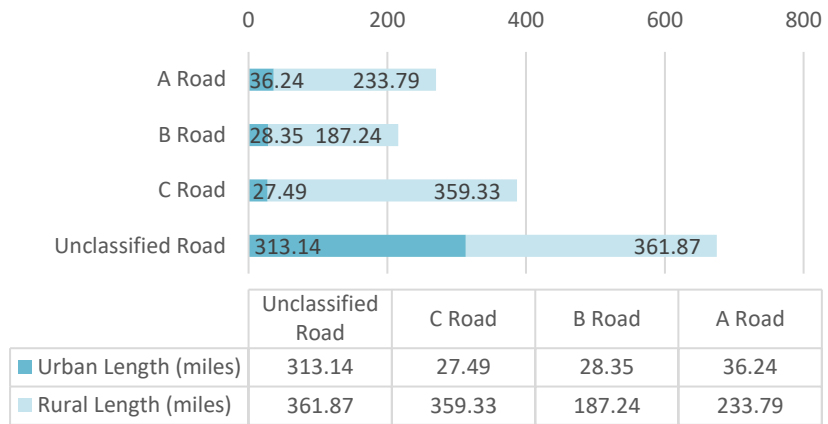 0 200 400 600 800
A Road 36.24 233.79
B Road 28.35 187.24
C Road 27.49 359.33
Unclassified Road 313.14 361.87
Unclassified
Road C Road B Road A Road
Urban Length (miles) 313.14 27.49 28.35 36.24
Rural Length (miles) 361.87 359.33 187.24 233.79